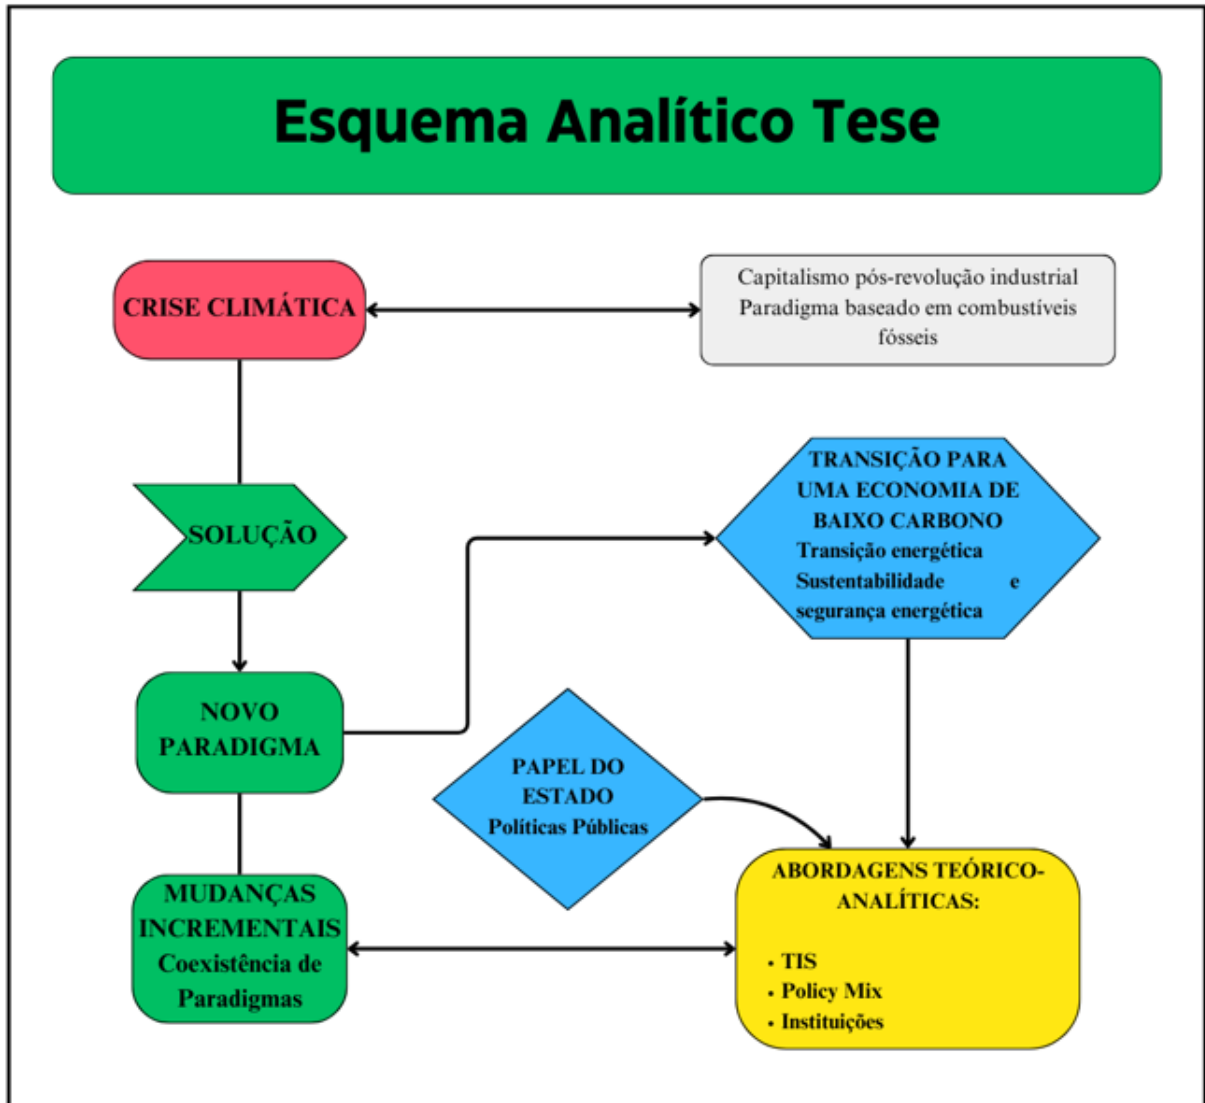 Esquema Analítico Tese
CRISE CLIMÁTICA
Capitalismo pós-revolução industrial
Paradigma baseado em combustíveis
fósseis
SOLUÇÃO
TRANSIÇÃO PARA
UMA ECONOMIA DE
BAIXO CARBONO
Transição energética
Sustentabilidade e
segurança energética
NOVO
PARADIGMA
PAPEL DO
ESTADO
Políticas Públicas
MUDANÇAS
INCREMENTAIS
Coexistência de
Paradigmas
ABORDAGENS TEÓRICO-
ANALÍTICAS:
• TIS
• Policy Mix
• Instituições